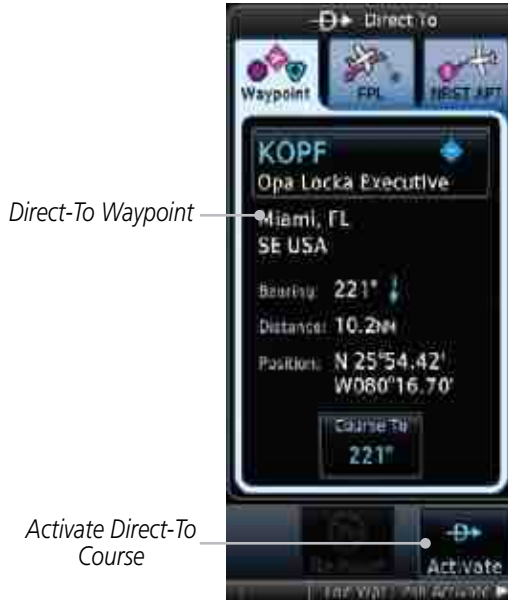 Direct To
Waypoint FPL NRST APT
KOPF
Opa Locka Executive
Direct-To Waypoint
Miami, FL
SE USA
Bearing: 221°
Distance: 10.2NM
Position: N 25°54.42'
W080°16.70'
Course To
221°
Activate Direct-To
Course
Activate